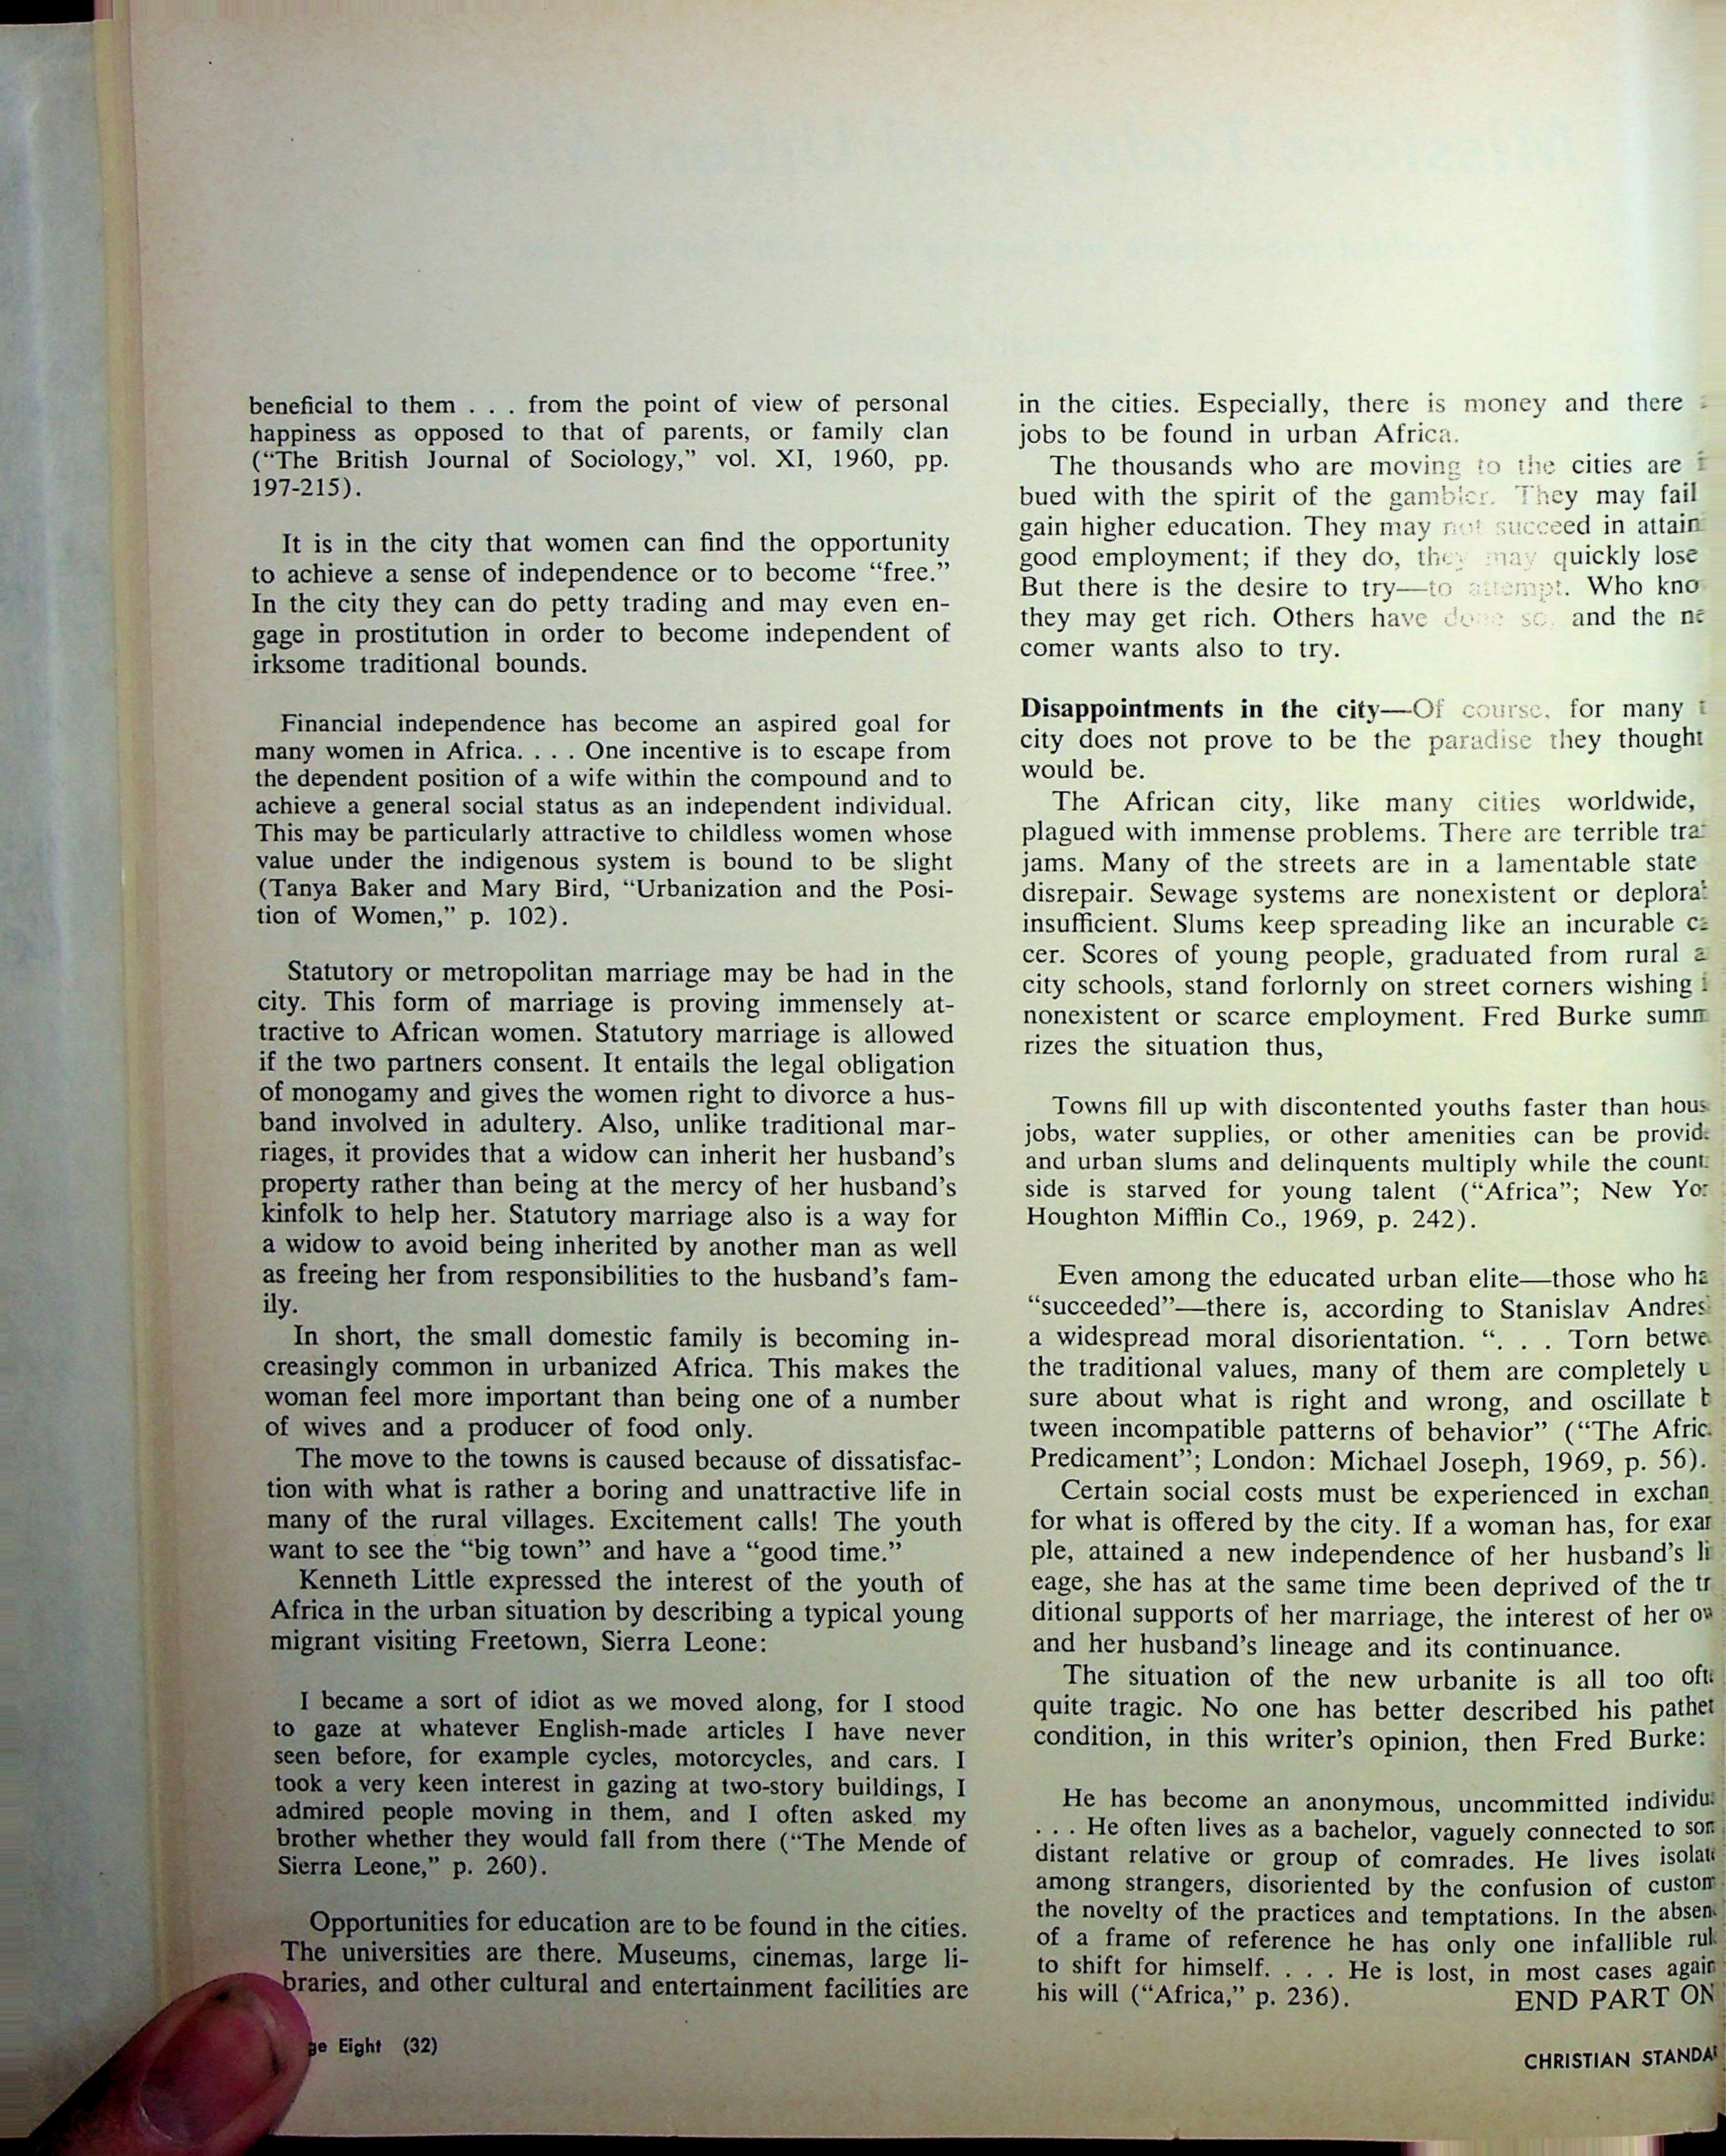 beneficial to them . . . from the point of view of personal
happiness as opposed to that of parents, or family clan
(“The British Journal of Sociology,” vol. XI, 1960, pp.
197-215).
It is in the city that women can find the opportunity
to achieve a sense of independence or to become “free.”
In the city they can do petty trading and may even en-
gage in prostitution in order to become independent of
irksome traditional bounds.
Financial independence has become an aspired goal for
many women in Africa. . . . One incentive is to escape from
the dependent position of a wife within the compound and to
achieve a general social status as an independent individual.
This may be particularly attractive to childless women whose
value under the indigenous system is bound to be slight
(Tanya Baker and Mary Bird, “Urbanization and the Posi-
tion of Women,” p. 102).
Statutory or metropolitan marriage may be had in the
city. This form of marriage is proving immensely at-
tractive to African women. Statutory marriage is allowed
if the two partners consent. It entails the legal obligation
of monogamy and gives the women right to divorce a hus-
band involved in adultery. Also, unlike traditional mar-
riages, it provides that a widow can inherit her husband’s
property rather than being at the mercy of her husband’s
kinfolk to help her. Statutory marriage also is a way for
a widow to avoid being inherited by another man as well
as freeing her from responsibilities to the husband’s fam-
ily.
In short, the small domestic family is becoming in-
creasingly common in urbanized Africa. This makes the
woman feel more important than being one of a number
of wives and a producer of food only.
The move to the towns is caused because of dissatisfac-
tion with what is rather a boring and unattractive life in
many of the rural villages. Excitement calls! The youth
want to see the “big town” and have a “good time.”
Kenneth Little expressed the interest of the youth of
Africa in the urban situation by describing a typical young
migrant visiting Freetown, Sierra Leone:
I became a sort of idiot as we moved along, for I stood
to gaze at whatever English-made articles I have never
seen before, for example cycles, motorcycles, and cars. I
took a very keen interest in gazing at two-story buildings, I
admired people moving in them, and I often asked my
brother whether they would fall from there (“The Mende of
Sierra Leone,” p. 260).
Opportunities for education are to be found in the cities.
The universities are there. Museums, cinemas, large li-
braries, and other cultural and entertainment facilities are
in the cities. Especially, there is money and there
jobs to be found in urban Africa.
The thousands who are moving to the cities are
bued with the spirit of the gambler. They may fail
gain higher education. They may not succeed in attain
good employment; if they do, they may quickly lose
But there is the desire to try—to attempt. Who kno
they may get rich. Others have done so, and the ne
comer wants also to try.
Disappointments in the city—Of course, for many
city does not prove to be the paradise they thought
would be.
The African city, like many cities worldwide,
plagued with immense problems. There are terrible tra
jams. Many of the streets are in a lamentable state
disrepair. Sewage systems are nonexistent or deplora
insufficient. Slums keep spreading like an incurable
cer. Scores of young people, graduated from rural
city schools, stand forlornly on street corners wishing
nonexistent or scarce employment. Fred Burke summ
rizes the situation thus,
Towns fill up with discontented youths faster than hous
jobs, water supplies, or other amenities can be provid
and urban slums and delinquents multiply while the count
side is starved for young talent (“Africa”; New Yor
Houghton Mifflin Co., 1969, p. 242).
Even among the educated urban elite—those who ha
“succeeded”—there is, according to Stanislav Andres
a widespread moral disorientation. “. . . Torn betwe
the traditional values, many of them are completely u
sure about what is right and wrong, and oscillate b
tween incompatible patterns of behavior” (“The Afric
Predicament”; London: Michael Joseph, 1969, p. 56).
Certain social costs must be experienced in exchan
for what is offered by the city. If a woman has, for exam
ple, attained a new independence of her husband’s li
eage, she has at the same time been deprived of the tr
ditional supports of her marriage, the interest of her ow
and her husband’s lineage and its continuance.
The situation of the new urbanite is all too oft
quite tragic. No one has better described his pathet
condition, in this writer’s opinion, then Fred Burke:
He has become an anonymous, uncommitted individu
. . . He often lives as a bachelor, vaguely connected to som
distant relative or group of comrades. He lives isolat
among strangers, disoriented by the confusion of custom
the novelty of the practices and temptations. In the absen
of a frame of reference he has only one infallible rul
to shift for himself. . . . He is lost, in most cases again
his will (“Africa,” p. 236).
END PART ON
ge Eight (32)
CHRISTIAN STANDA